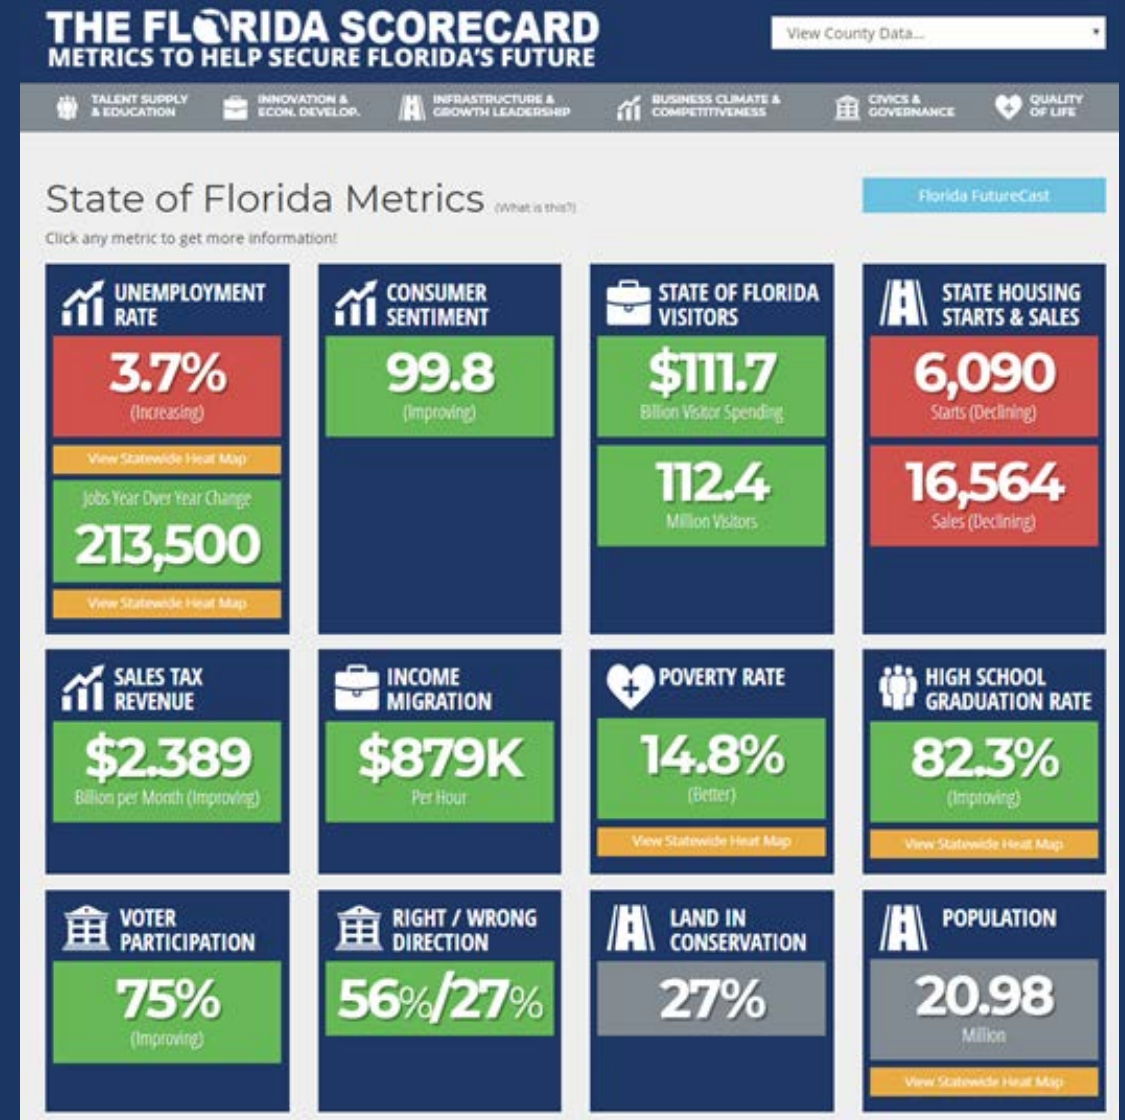 THE FLORIDA SCORECARD
METRICS TO HELP SECURE FLORIDA'S FUTURE
View County Data...
TALENT SUPPLY
& EDUCATION
INNOVATION &
ECON. DEVELOP.
INFRASTRUCTURE &
GROWTH LEADERSHIP
BUSINESS CLIMATE &
COMPETITIVENESS
CIVICS &
GOVERNANCE
QUALITY
OF LIFE
State of Florida Metrics (What is this?)
Florida FutureCast
Click any metric to get more information!
UNEMPLOYMENT
RATE
3.7%
(Increasing)
View Statewide Heat Map
Jobs Year Over Year Change
213,500
View Statewide Heat Map
CONSUMER
SENTIMENT
99.8
(Improving)
STATE OF FLORIDA
VISITORS
$111.7
Billion Visitor Spending
112.4
Million Visitors
STATE HOUSING
STARTS & SALES
6,090
Starts (Declining)
16,564
Sales (Declining)
SALES TAX
REVENUE
$2.389
Billion per Month (Improving)
INCOME
MIGRATION
$879K
Per Hour
POVERTY RATE
14.8%
(Better)
View Statewide Heat Map
HIGH SCHOOL
GRADUATION RATE
82.3%
(Improving)
View Statewide Heat Map
VOTER
PARTICIPATION
75%
(Improving)
RIGHT / WRONG
DIRECTION
56%/27%
LAND IN
CONSERVATION
27%
POPULATION
20.98
Million
View Statewide Heat Map